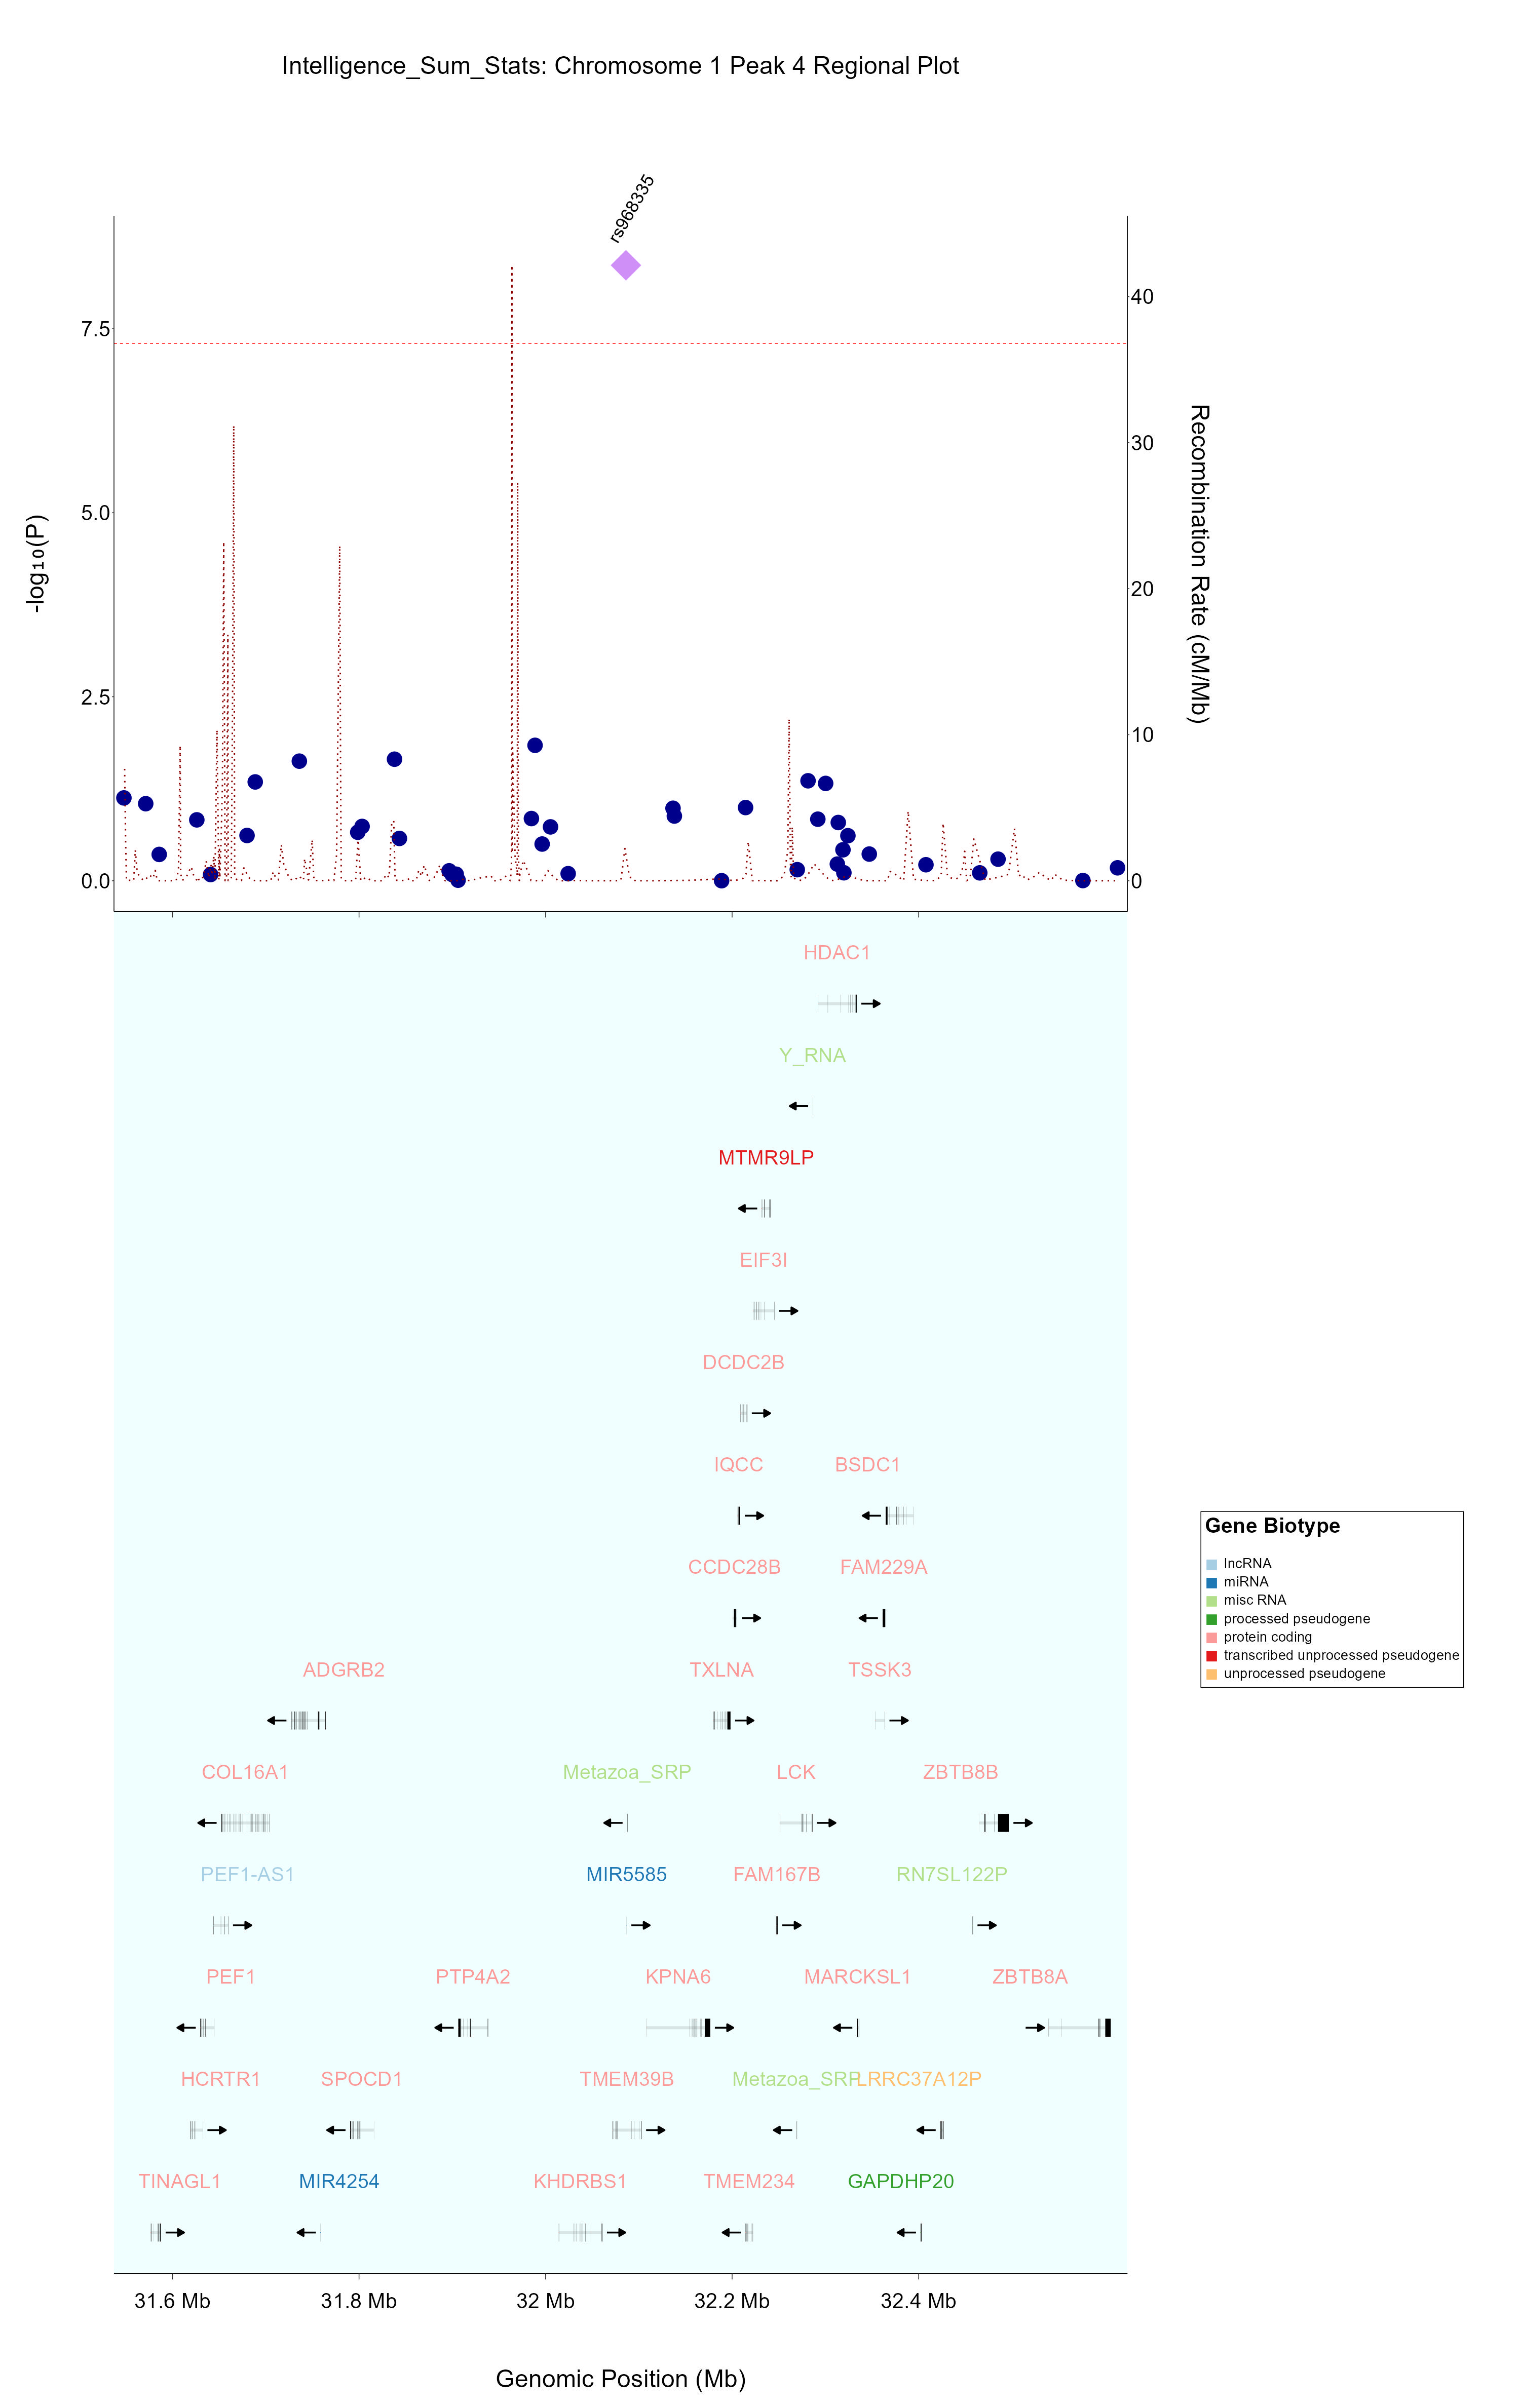 Intelligence_Sum_Stats: Chromosome 1 Peak 4 Regional Plot
rs968335
-log₁₀(P)
7.5
5.0
2.5
0.0
40
30
20
10
0
Recombination Rate (cM/Mb)
HDAC1
Y_RNA
MTMR9LP
EIF3I
DCDC2B
IQCC BSDC1
CCDC28B FAM229A
ADGRB2 TXLNA TSSK3
COL16A1 Metazoa_SRP LCK ZBTB8B
PEF1-AS1 MIR5585 FAM167B RN7SL122P
PEF1 PTP4A2 KPNA6 MARCKSL1 ZBTB8A
HCRTR1 SPOCD1 TMEM39B Metazoa_SRP LRRC37A12P
TINAGL1 MIR4254 KHDRBS1 TMEM234 GAPDHP20
31.6 Mb 31.8 Mb 32 Mb 32.2 Mb 32.4 Mb
Genomic Position (Mb)
Gene Biotype
lncRNA
miRNA
misc RNA
processed pseudogene
protein coding
transcribed unprocessed pseudogene
unprocessed pseudogene